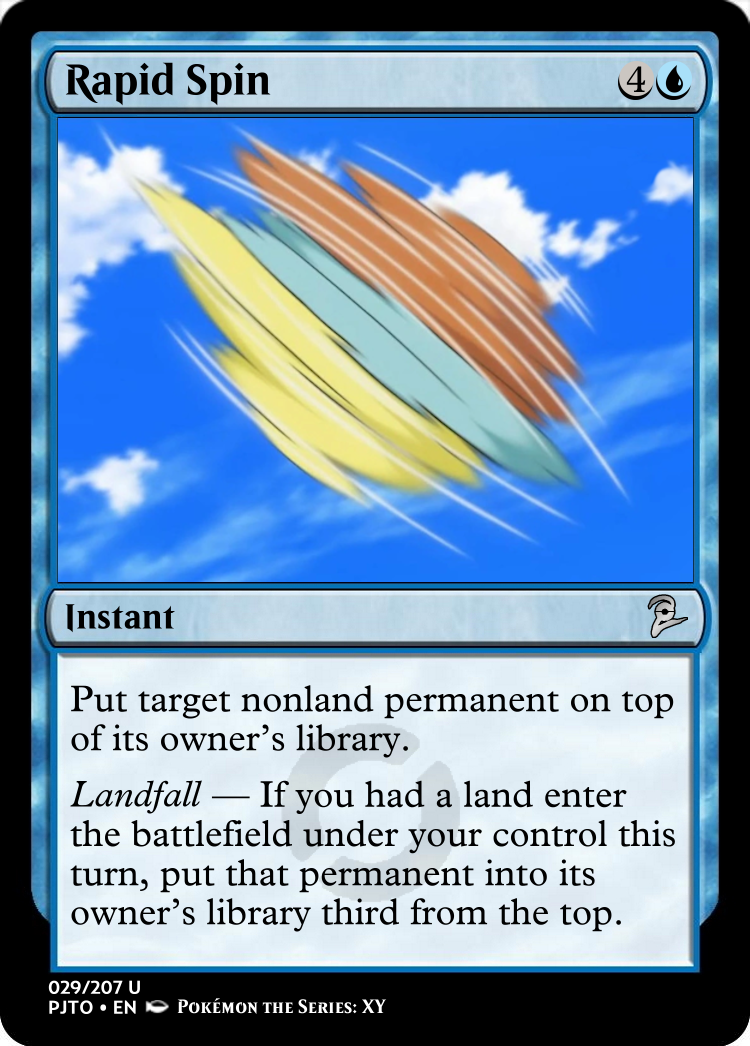 Rapid Spin 4
Instant
Put target nonland permanent on top
of its owner's library.
Landfall — If you had a land enter
the battlefield under your control this
turn, put that permanent into its
owner's library third from the top.
029/207 U
PJTO • EN Pokémon the Series: XY